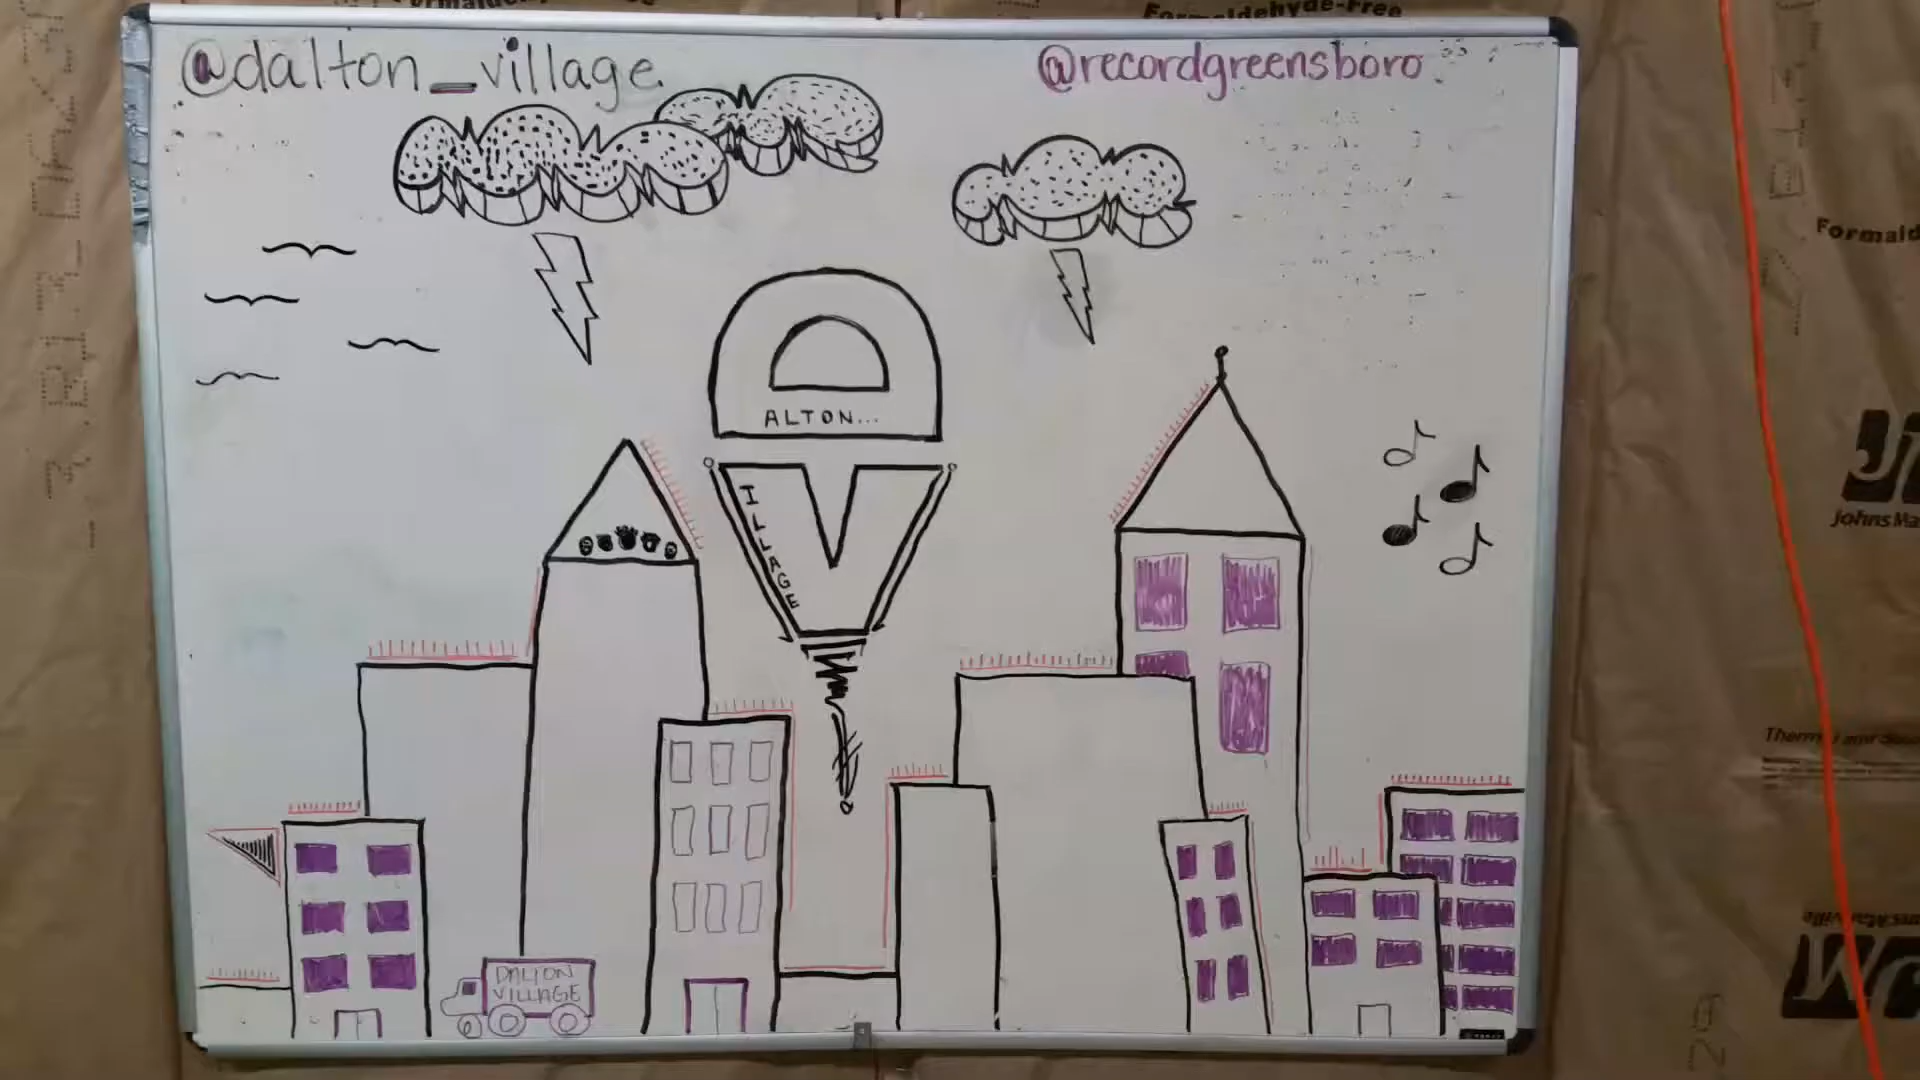 Formaldehyde-Free
@dalton_village
@recordgreensboro
Formald
D
ALTON...
V
ILLAGE
Johns Ma
DALTON
VILLAGE